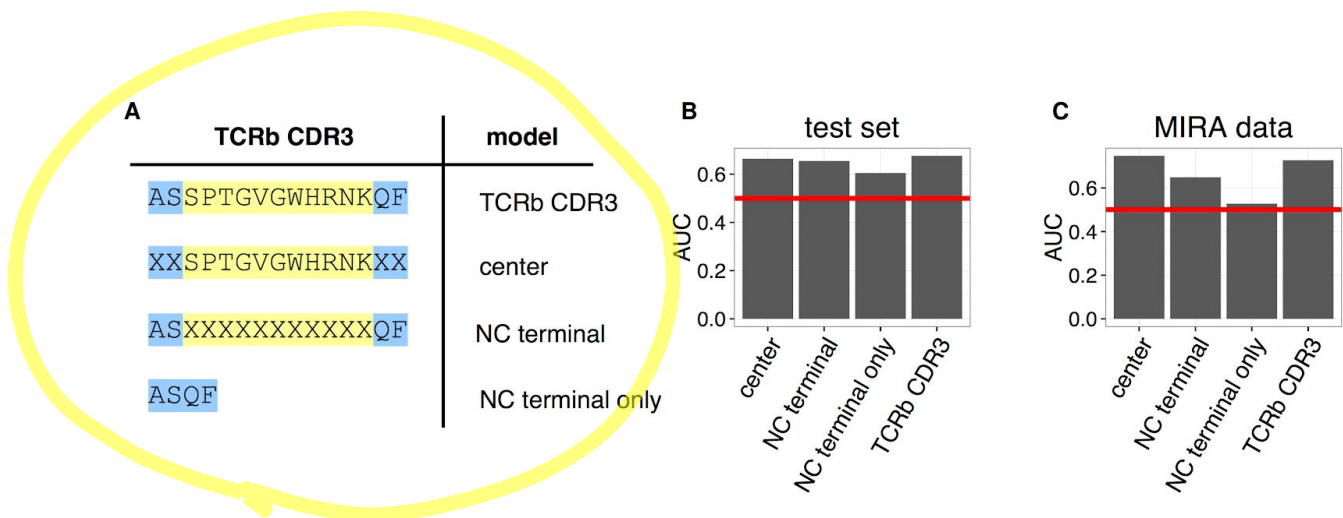 A
TCRb CDR3 model
ASSPTGVGWHRNKQF TCRb CDR3
XXSPTGVGWHRNKXX center
ASXXXXXXXXXXXQF NC terminal
ASQF NC terminal only
B
test set
AUC
0.6
0.4
0.2
0.0
center
NC terminal
NC terminal only
TCRb CDR3
C
MIRA data
AUC
0.6
0.4
0.2
0.0
center
NC terminal
NC terminal only
TCRb CDR3